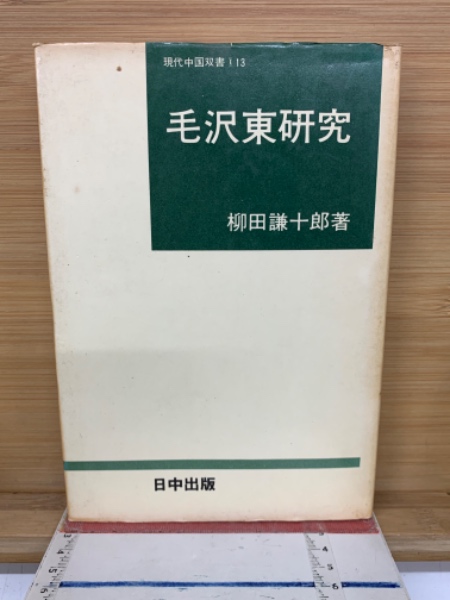 現代中国双書 | 13
毛沢東研究
柳田謙十郎著
日中出版